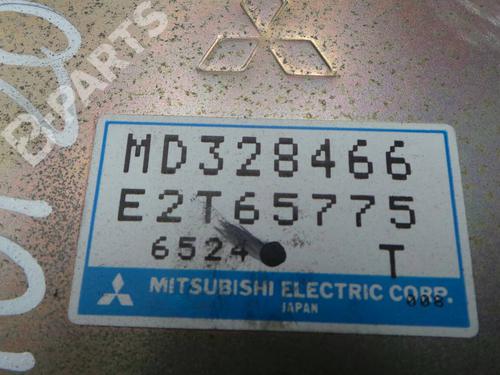 B-PARTS
MD328466
E2T65775
6524 T
MITSUBISHI ELECTRIC CORP.
008
JAPAN